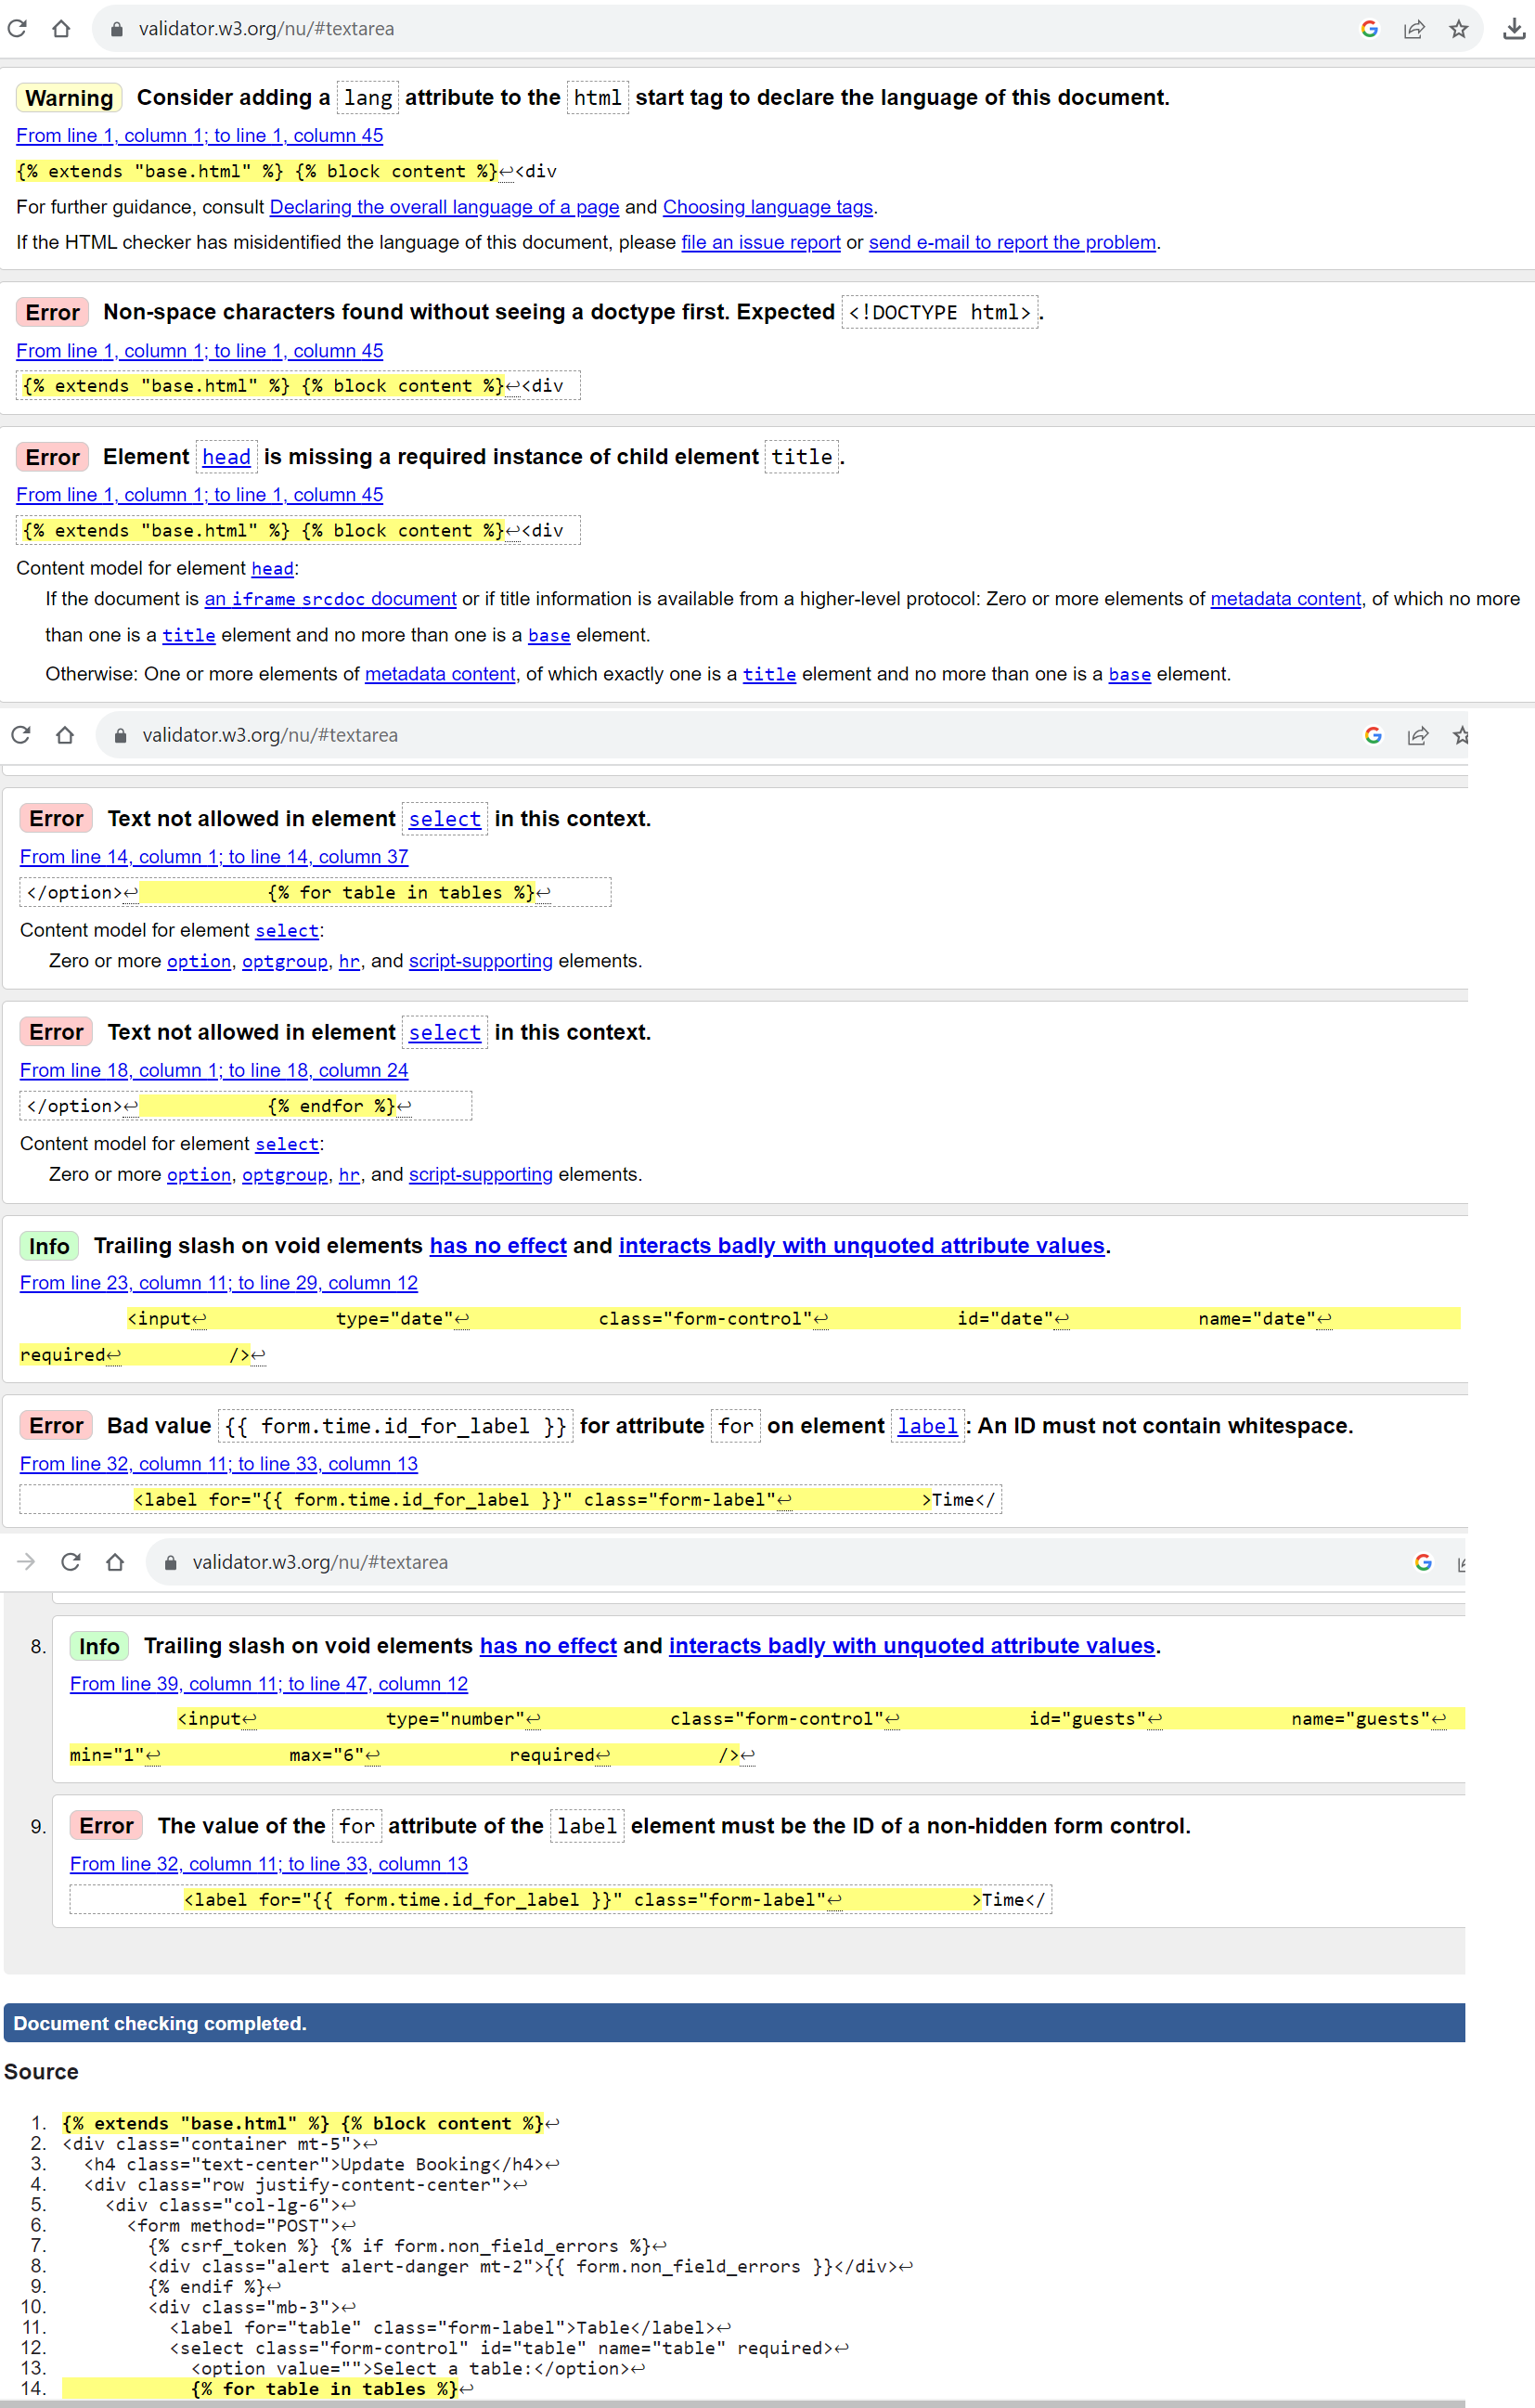 validator.w3.org/nu/#textarea
Warning Consider adding a lang attribute to the html start tag to declare the language of this document.
From line 1, column 1; to line 1, column 45
{% extends "base.html" %} {% block content %}↩<div
For further guidance, consult Declaring the overall language of a page and Choosing language tags.
If the HTML checker has misidentified the language of this document, please file an issue report or send e-mail to report the problem.
Error Non-space characters found without seeing a doctype first. Expected <!DOCTYPE html>.
From line 1, column 1; to line 1, column 45
{% extends "base.html" %} {% block content %}↩<div
Error Element head is missing a required instance of child element title.
From line 1, column 1; to line 1, column 45
{% extends "base.html" %} {% block content %}↩<div
Content model for element head:
If the document is an iframe srcdoc document or if title information is available from a higher-level protocol: Zero or more elements of metadata content, of which no more
than one is a title element and no more than one is a base element.
Otherwise: One or more elements of metadata content, of which exactly one is a title element and no more than one is a base element.
validator.w3.org/nu/#textarea
Error Text not allowed in element select in this context.
From line 14, column 1; to line 14, column 37
</option>↩ {% for table in tables %}↩
Content model for element select:
Zero or more option, optgroup, hr, and script-supporting elements.
Error Text not allowed in element select in this context.
From line 18, column 1; to line 18, column 24
</option>↩ {% endfor %}↩
Content model for element select:
Zero or more option, optgroup, hr, and script-supporting elements.
Info Trailing slash on void elements has no effect and interacts badly with unquoted attribute values.
From line 23, column 11; to line 29, column 12
<input↩ type="date"↩ class="form-control"↩ id="date"↩ name="date"↩
required↩ />↩
Error Bad value {{ form.time.id_for_label }} for attribute for on element label: An ID must not contain whitespace.
From line 32, column 11; to line 33, column 13
<label for="{{ form.time.id_for_label }}" class="form-label"↩ >Time</
validator.w3.org/nu/#textarea
8. Info Trailing slash on void elements has no effect and interacts badly with unquoted attribute values.
From line 39, column 11; to line 47, column 12
<input↩ type="number"↩ class="form-control"↩ id="guests"↩ name="guests"↩
min="1"↩ max="6"↩ required↩ />↩
9. Error The value of the for attribute of the label element must be the ID of a non-hidden form control.
From line 32, column 11; to line 33, column 13
<label for="{{ form.time.id_for_label }}" class="form-label"↩ >Time</
Document checking completed.
Source
1. {% extends "base.html" %} {% block content %}↩
2. <div class="container mt-5">↩
3. <h4 class="text-center">Update Booking</h4>↩
4. <div class="row justify-content-center">↩
5. <div class="col-lg-6">↩
6. <form method="POST">↩
7. {% csrf_token %} {% if form.non_field_errors %}↩
8. <div class="alert alert-danger mt-2">{{ form.non_field_errors }}</div>↩
9. {% endif %}↩
10. <div class="mb-3">↩
11. <label for="table" class="form-label">Table</label>↩
12. <select class="form-control" id="table" name="table" required>↩
13. <option value="">Select a table:</option>↩
14. {% for table in tables %}↩